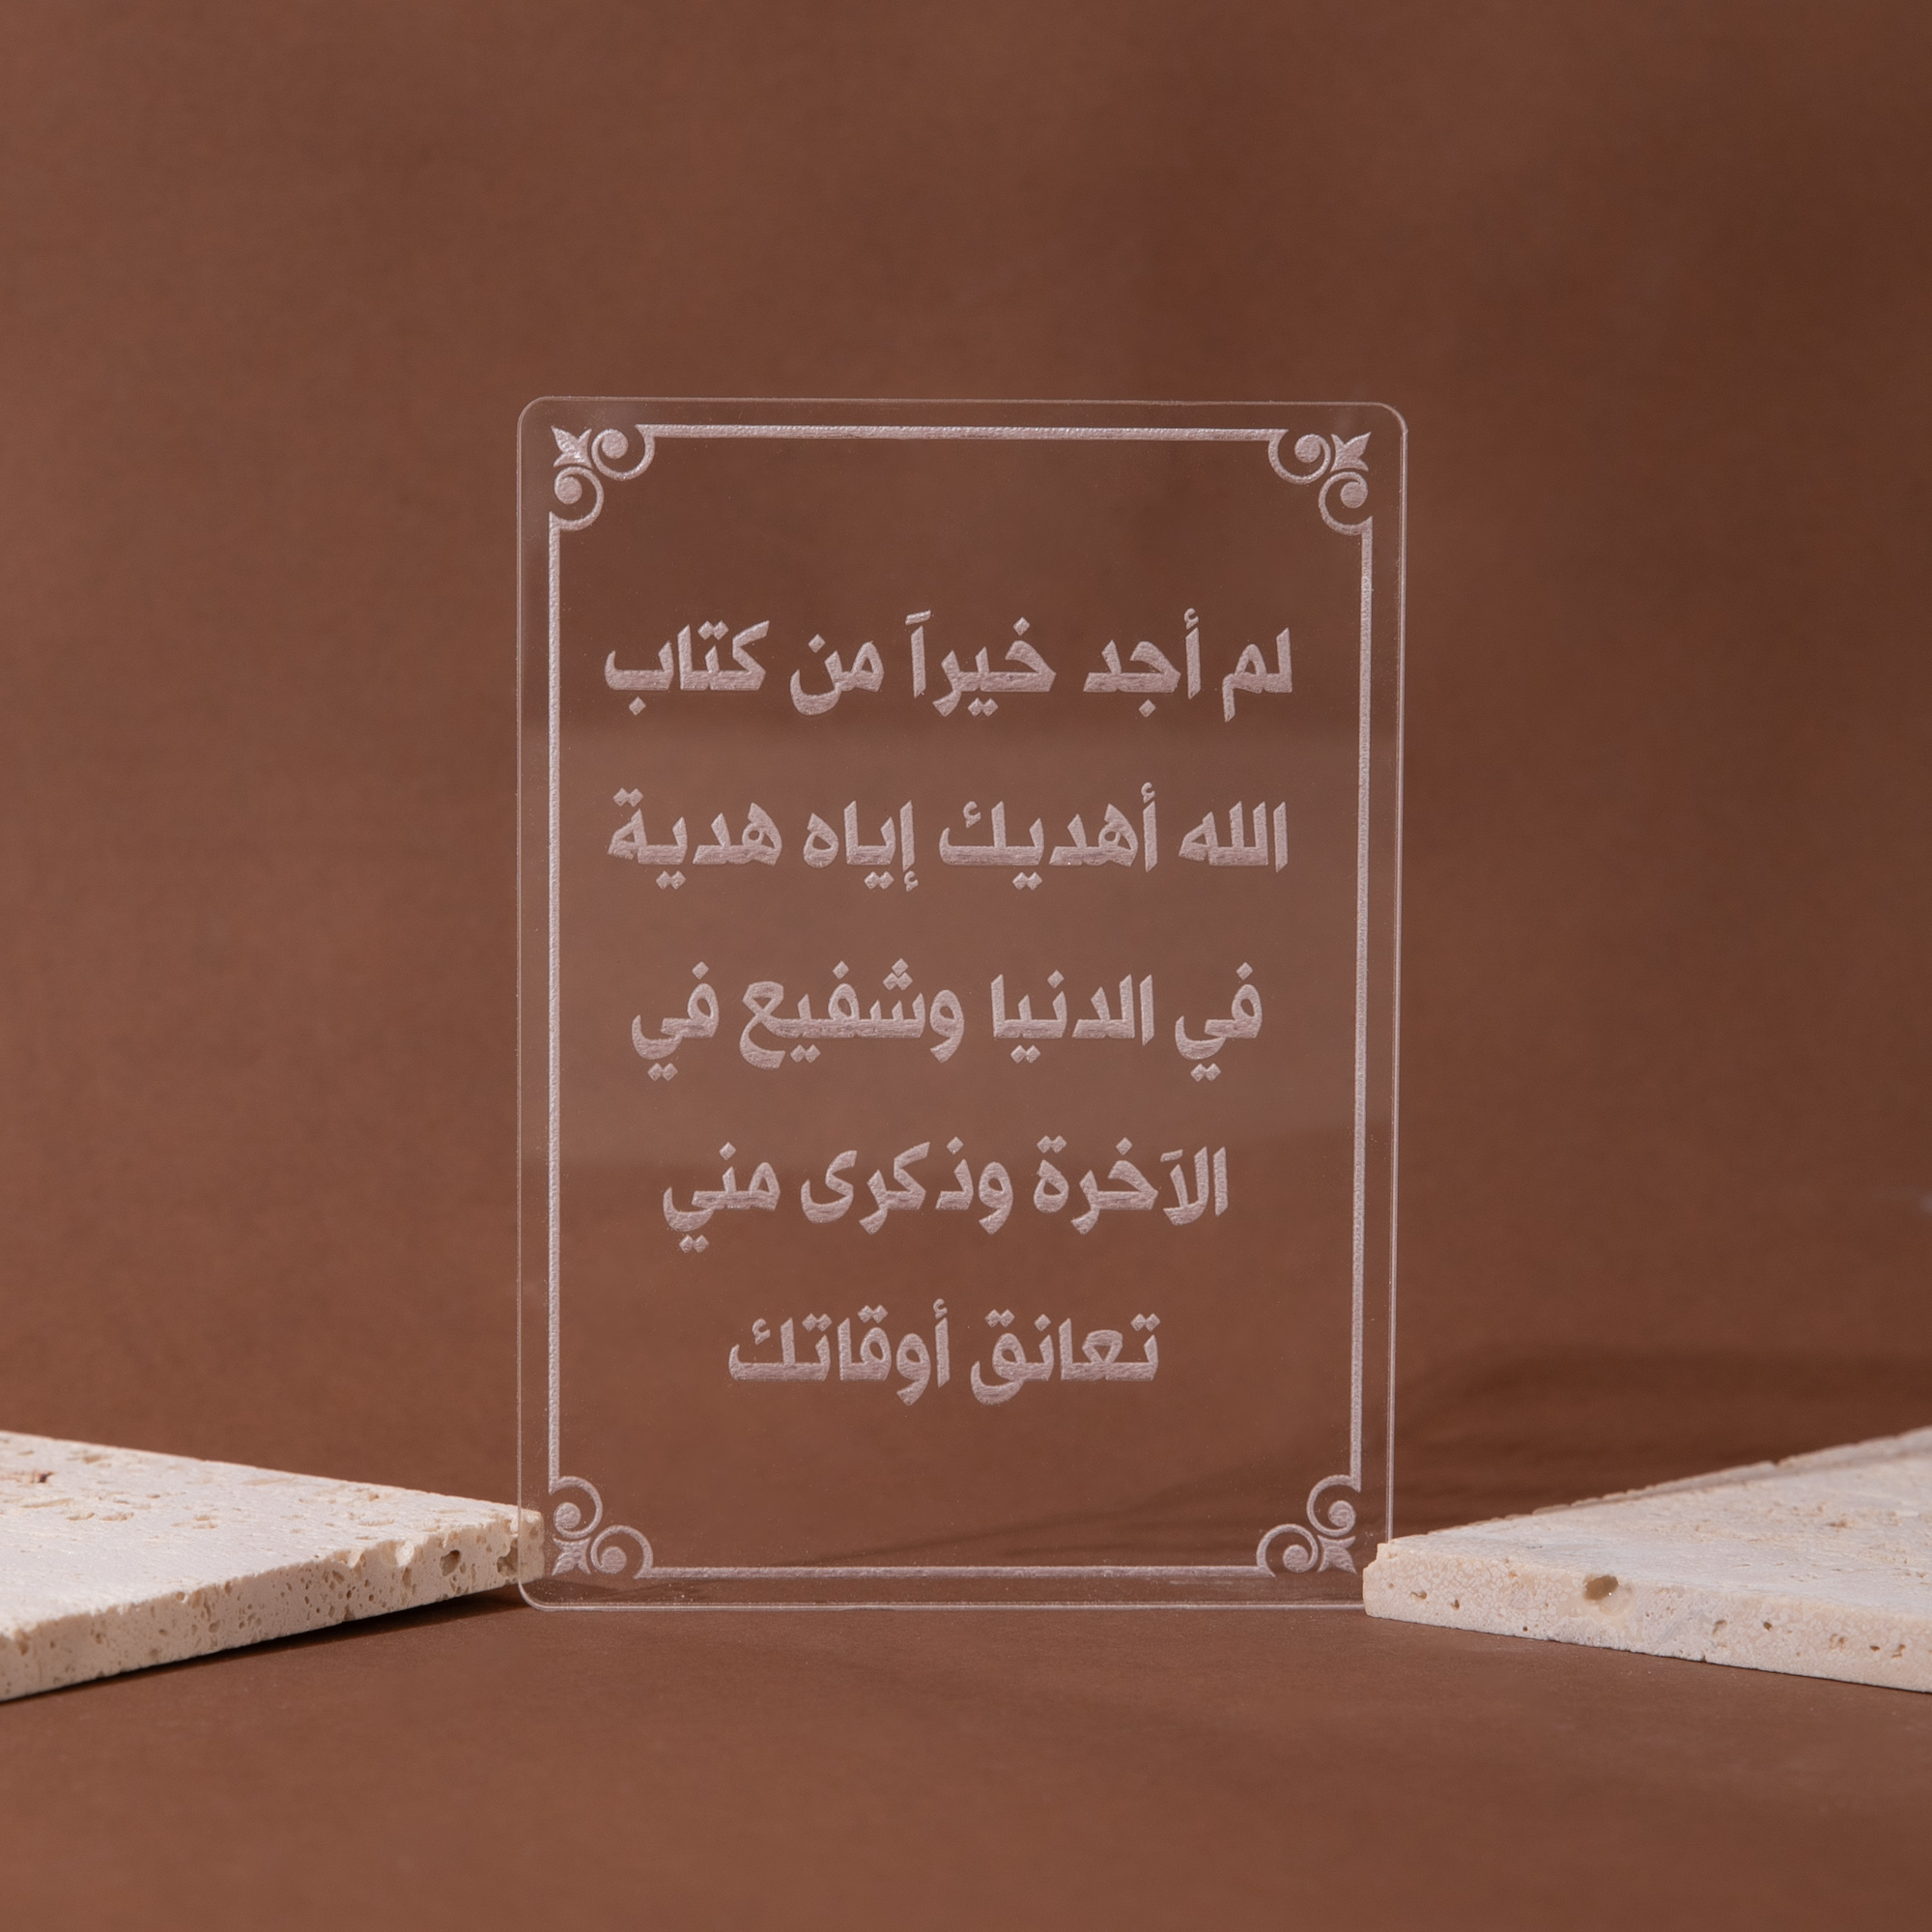 لم أجد خيراً من كتاب
الله أهديك إياه هدية
في الدنيا وشفيع في
الآخرة وذكرى مني
تعانق أوقاتك